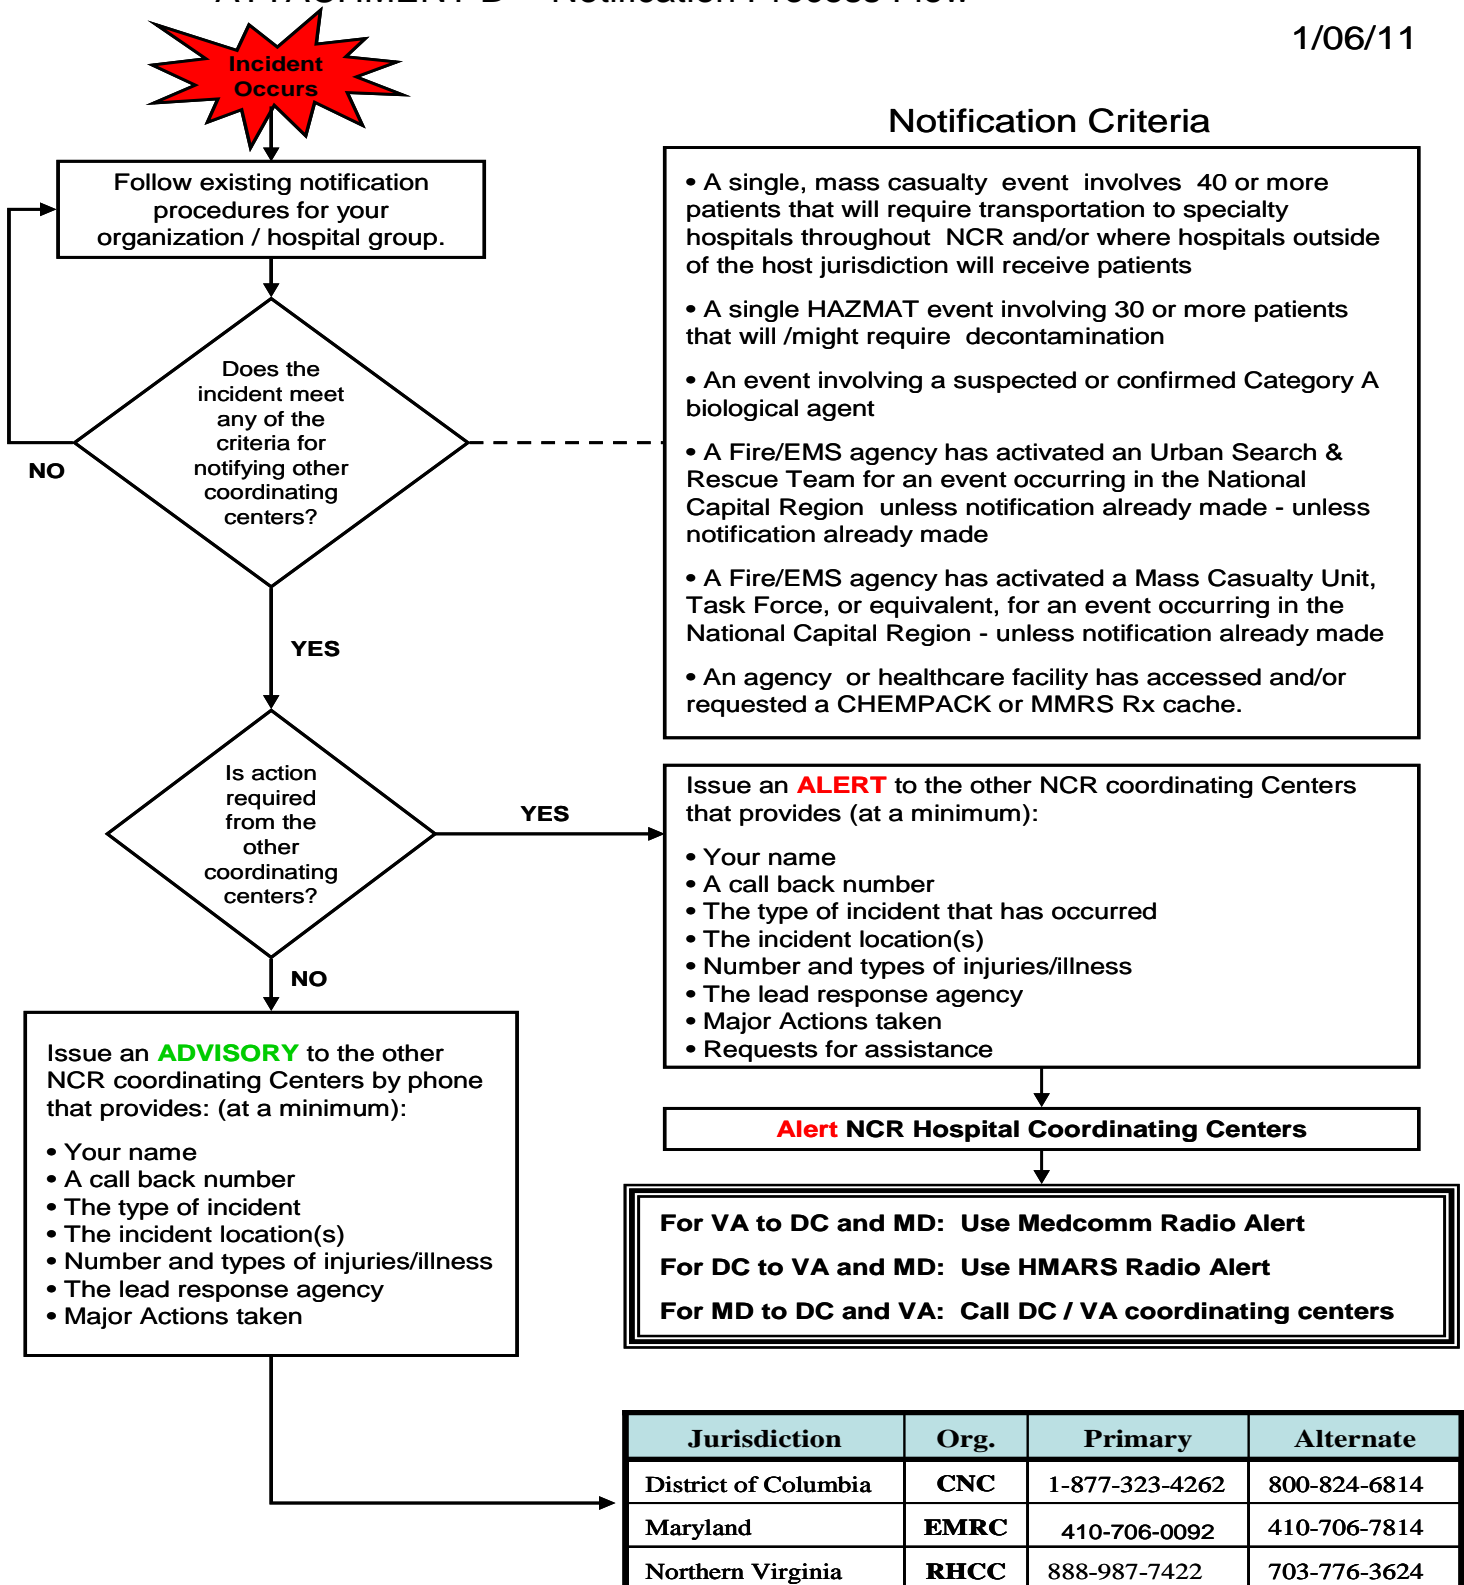 ATTACHMENT D – Notification Process Flow
1/06/11
Incident
Occurs
Follow existing notification
procedures for your
organization / hospital group.
Does the
incident meet
any of the
criteria for
notifying other
coordinating
centers?
NO
YES
Notification Criteria
• A single, mass casualty event involves 40 or more
patients that will require transportation to specialty
hospitals throughout NCR and/or where hospitals outside
of the host jurisdiction will receive patients
• A single HAZMAT event involving 30 or more patients
that will /might require decontamination
• An event involving a suspected or confirmed Category A
biological agent
• A Fire/EMS agency has activated an Urban Search &
Rescue Team for an event occurring in the National
Capital Region unless notification already made - unless
notification already made
• A Fire/EMS agency has activated a Mass Casualty Unit,
Task Force, or equivalent, for an event occurring in the
National Capital Region - unless notification already made
• An agency or healthcare facility has accessed and/or
requested a CHEMPACK or MMRS Rx cache.
Is action
required
from the
other
coordinating
centers?
YES
NO
Issue an ALERT to the other NCR coordinating Centers
that provides (at a minimum):
• Your name
• A call back number
• The type of incident that has occurred
• The incident location(s)
• Number and types of injuries/illness
• The lead response agency
• Major Actions taken
• Requests for assistance
Issue an ADVISORY to the other
NCR coordinating Centers by phone
that provides: (at a minimum):
• Your name
• A call back number
• The type of incident
• The incident location(s)
• Number and types of injuries/illness
• The lead response agency
• Major Actions taken
Alert NCR Hospital Coordinating Centers
For VA to DC and MD: Use Medcomm Radio Alert
For DC to VA and MD: Use HMARS Radio Alert
For MD to DC and VA: Call DC / VA coordinating centers
Jurisdiction Org. Primary Alternate
District of Columbia CNC 1-877-323-4262 800-824-6814
Maryland EMRC 410-706-0092 410-706-7814
Northern Virginia RHCC 888-987-7422 703-776-3624